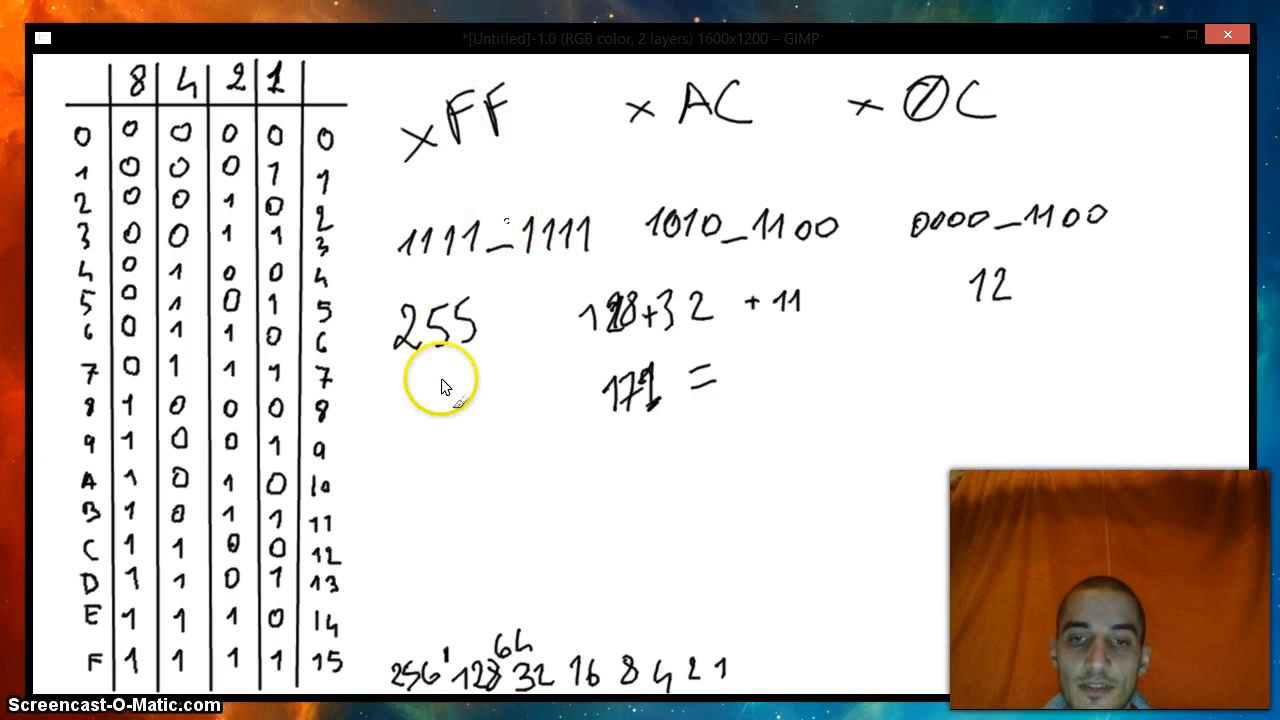 *[Untitled]-1.0 (RGB color, 2 layers) 1600x1200 – GIMP
8 4 2 1
0 0 0 0 0 0
1 0 0 0 1 1
2 0 0 1 0 2
3 0 0 1 1 3
4 0 1 0 0 4
5 0 1 0 1 5
6 0 1 1 0 6
7 0 1 1 1 7
8 1 0 0 0 8
9 1 0 0 1 9
A 1 0 1 0 10
B 1 0 1 1 11
C 1 1 0 0 12
D 1 1 0 1 13
E 1 1 1 0 14
F 1 1 1 1 15
xFF x AC x 0C
1111_1111 1010_1100 0000_1100
255 128+32 + 11 12
171 =
64
256 128 32 16 8 4 2 1
Screencast-O-Matic.com